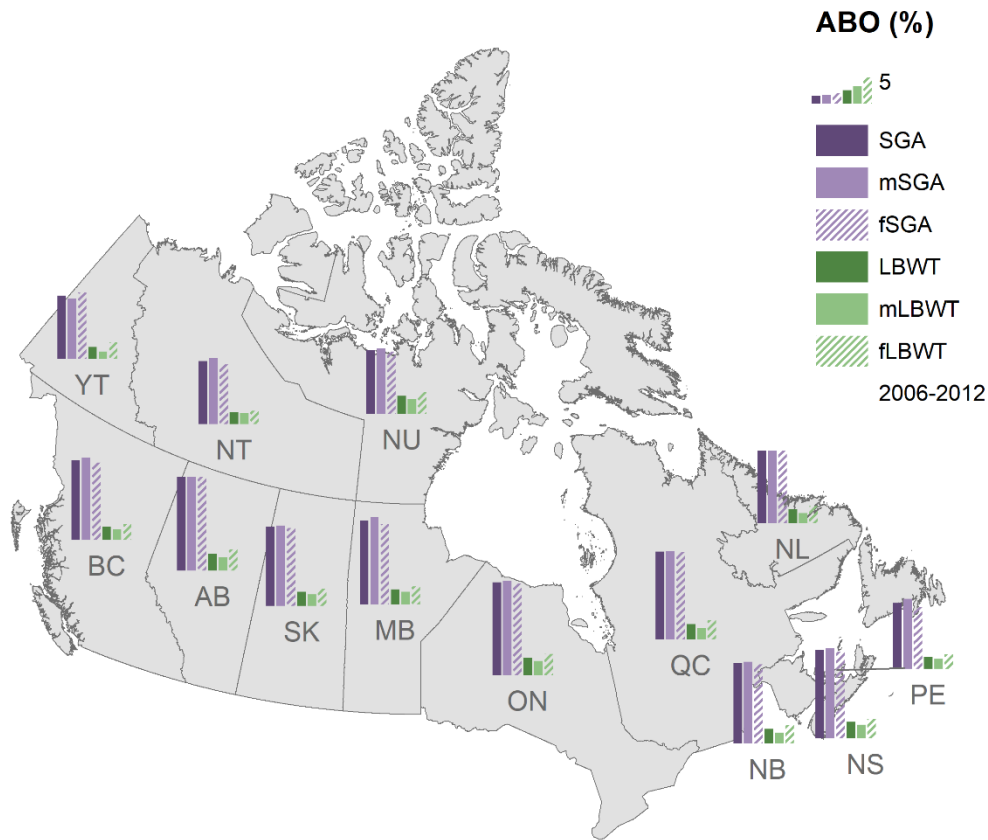 ABO (%)
5
SGA
mSGA
fSGA
LBWT
mLBWT
fLBWT
2006-2012
YT
NT
NU
BC
AB
SK
MB
ON
QC
NL
PE
NB
NS